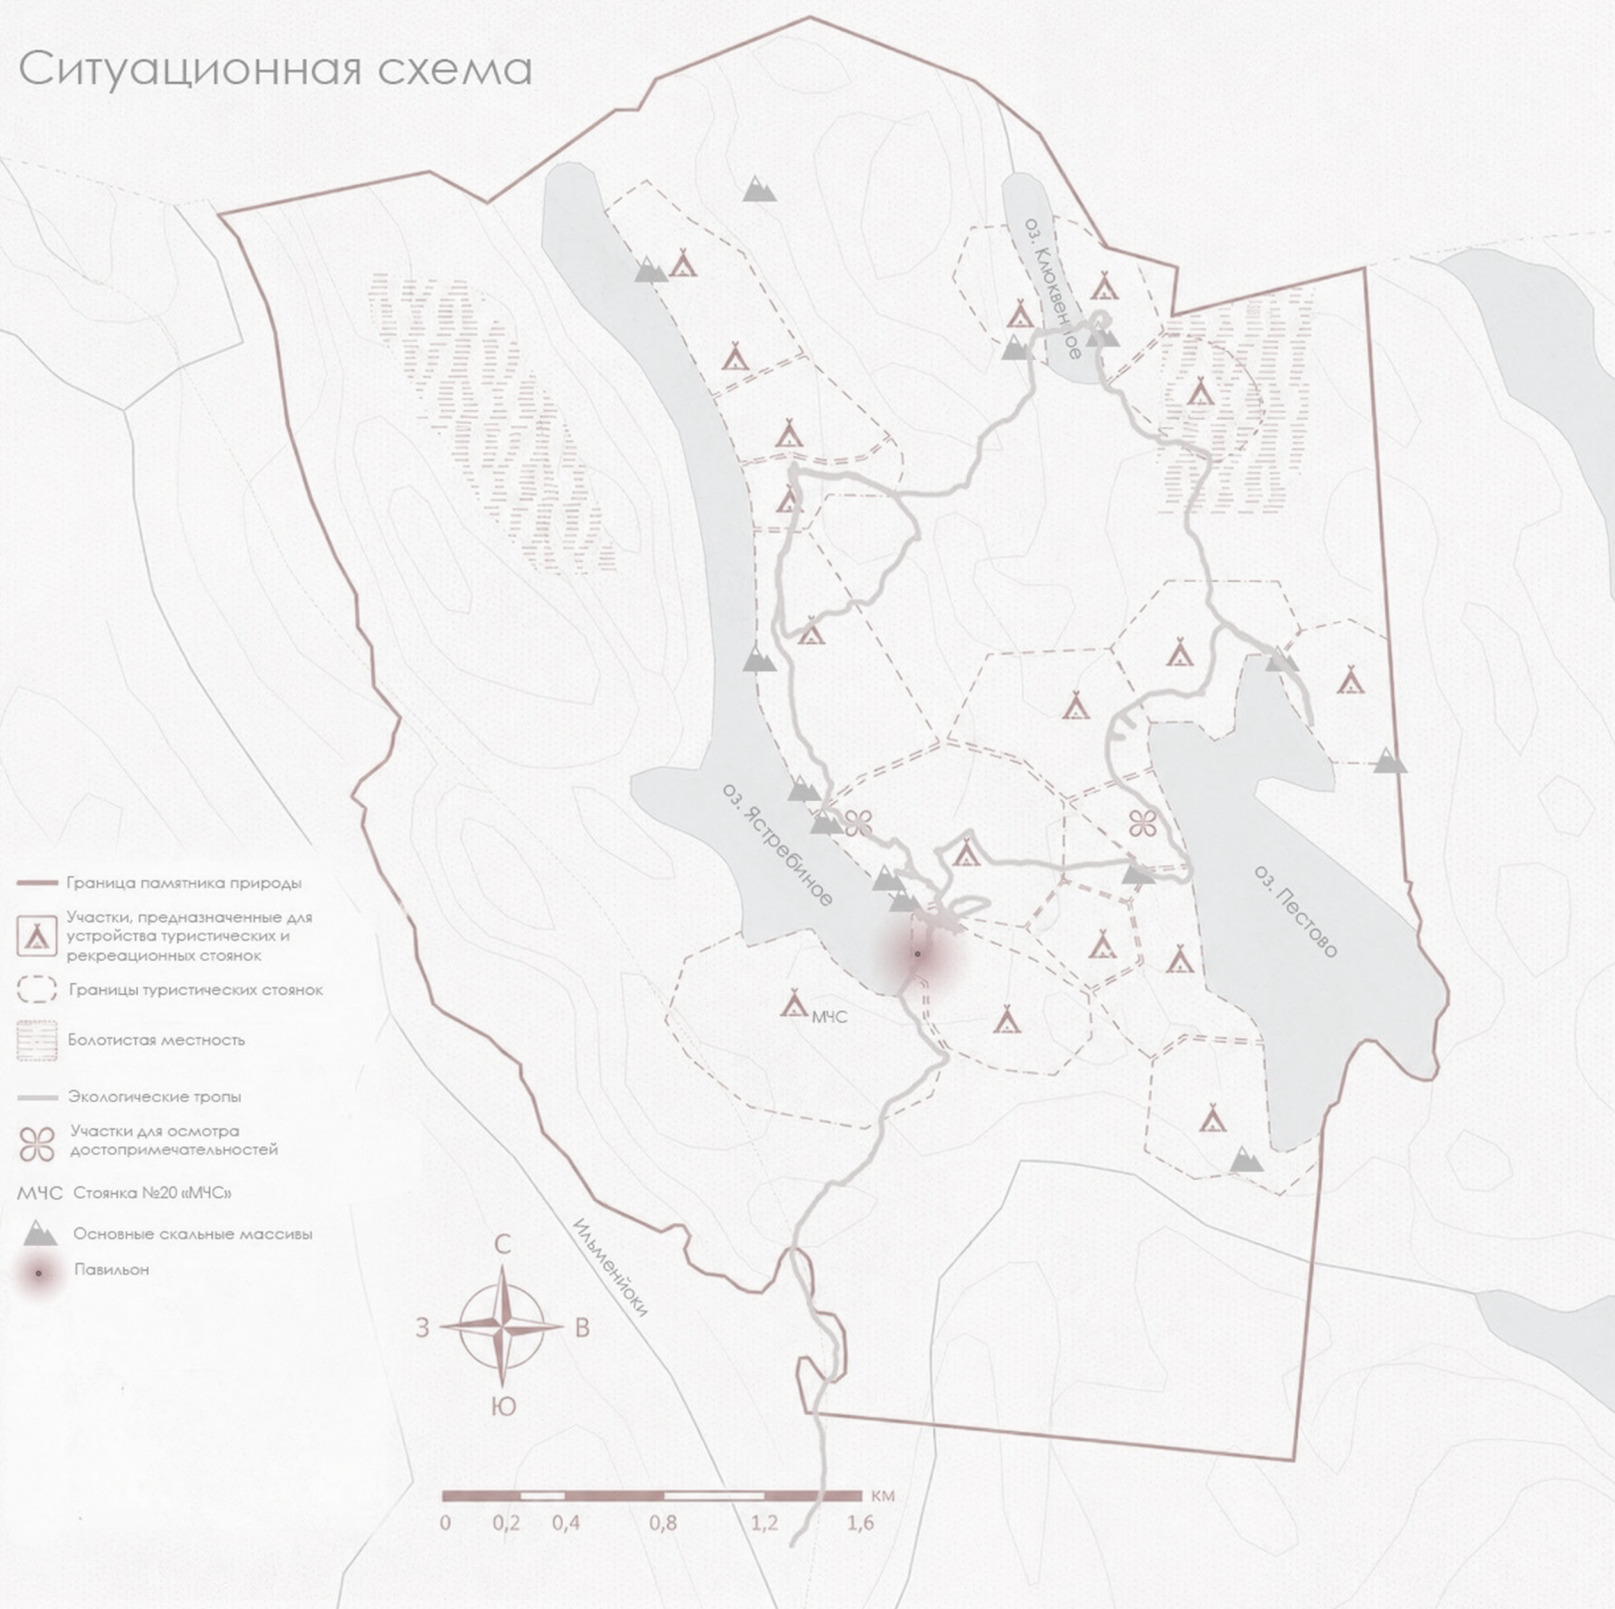 Ситуационная схема
оз. Клюквенное
оз. Ястребиное
оз. Пестово
МЧС
Граница памятника природы
Участки, предназначенные для
устройства туристических и
рекреационных стоянок
Границы туристических стоянок
Болотистая местность
Экологические тропы
Участки для осмотра
достопримечательностей
МЧС Стоянка №20 «МЧС»
Основные скальные массивы
Павильон
Ильменйоки
С
З В
Ю
км
0 0,2 0,4 0,8 1,2 1,6